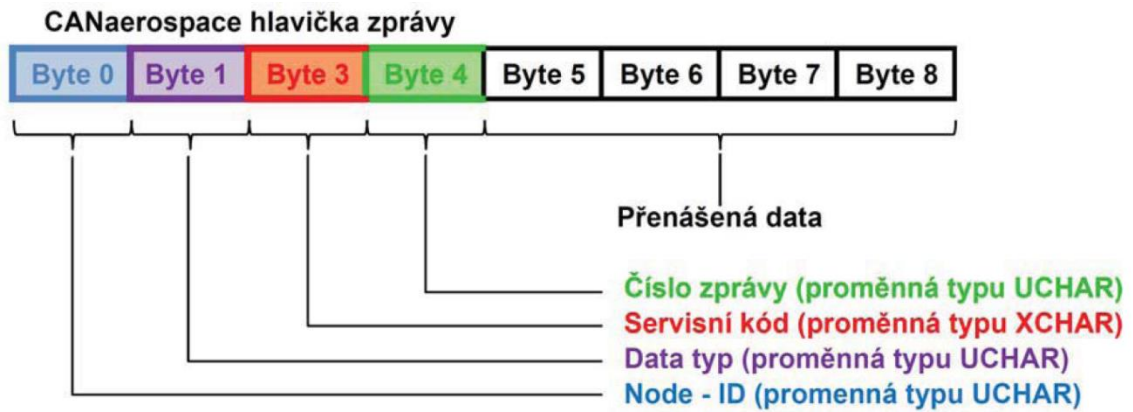 CANaerospace hlavička zprávy
Byte 0 Byte 1 Byte 3 Byte 4 Byte 5 Byte 6 Byte 7 Byte 8
Přenášená data
Číslo zprávy (proměnná typu UCHAR)
Servisní kód (proměnná typu XCHAR)
Data typ (proměnná typu UCHAR)
Node - ID (promenná typu UCHAR)